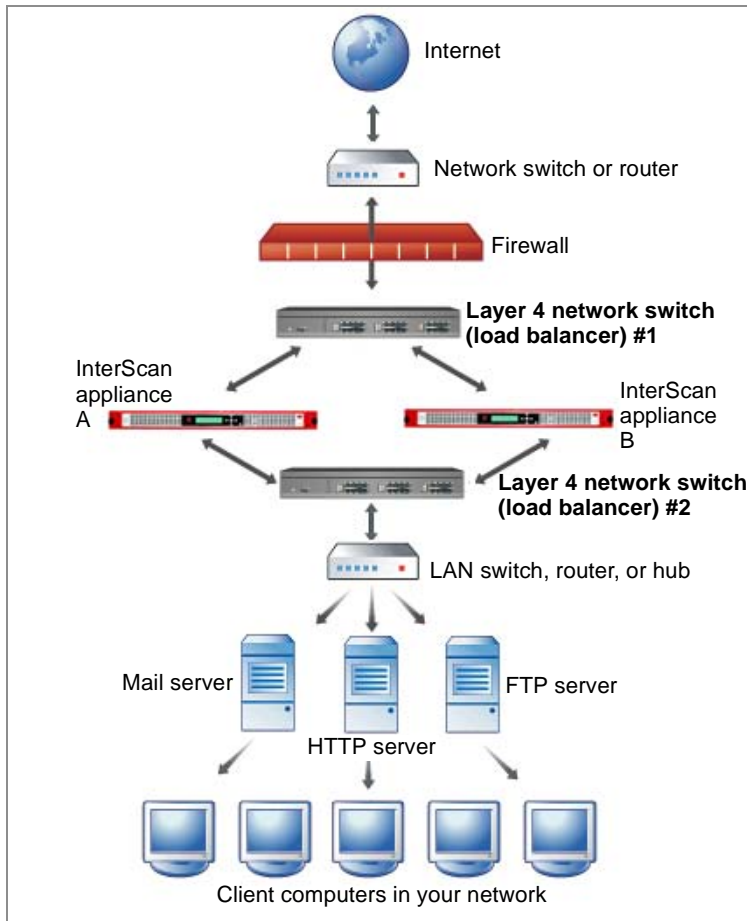 Internet
Network switch or router
Firewall
Layer 4 network switch
(load balancer) #1
InterScan
appliance
A
InterScan
appliance
B
Layer 4 network switch
(load balancer) #2
LAN switch, router, or hub
Mail server
FTP server
HTTP server
Client computers in your network